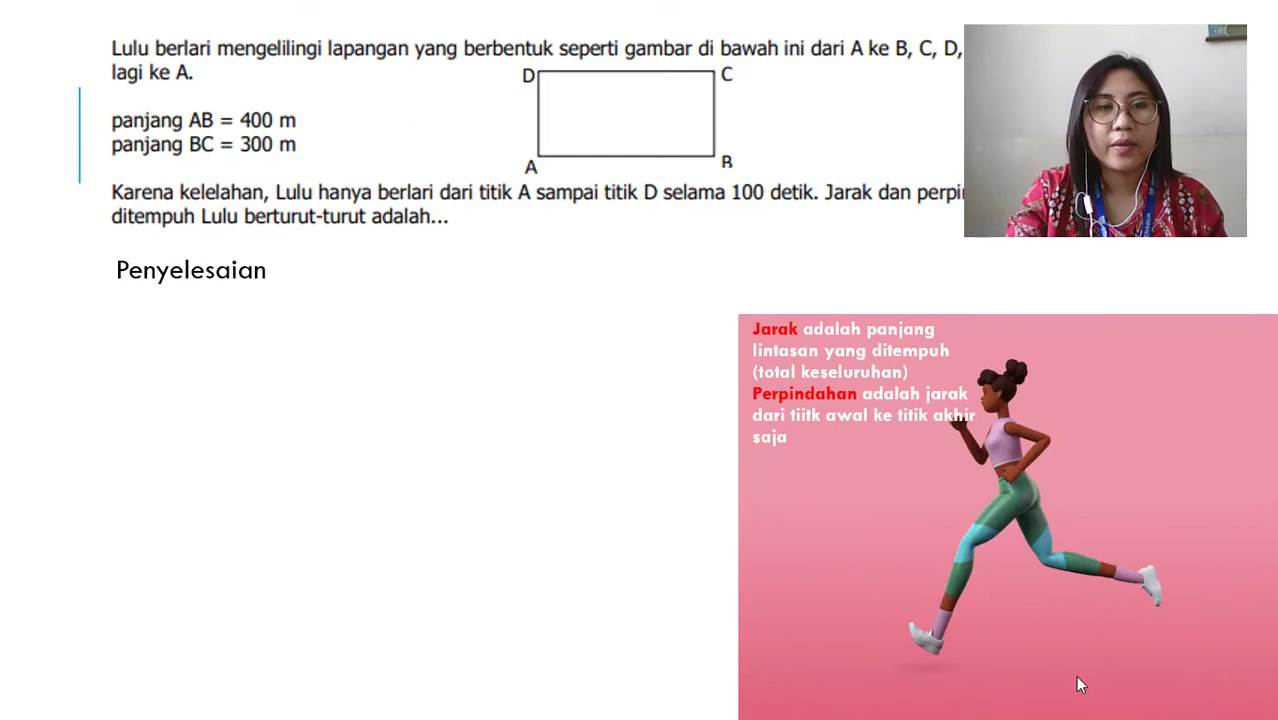 Lulu berlari mengelilingi lapangan yang berbentuk seperti gambar di bawah ini dari A ke B, C, D,
lagi ke A.
D
C
panjang AB = 400 m
panjang BC = 300 m
A
B
Karena kelelahan, Lulu hanya berlari dari titik A sampai titik D selama 100 detik. Jarak dan
ditempuh Lulu berturut-turut adalah...
Penyelesaian
Jarak adalah panjang
lintasan yang ditempuh
(total keseluruhan)
Perpindahan adalah jarak
dari tiitk awal ke titik akhir
saja